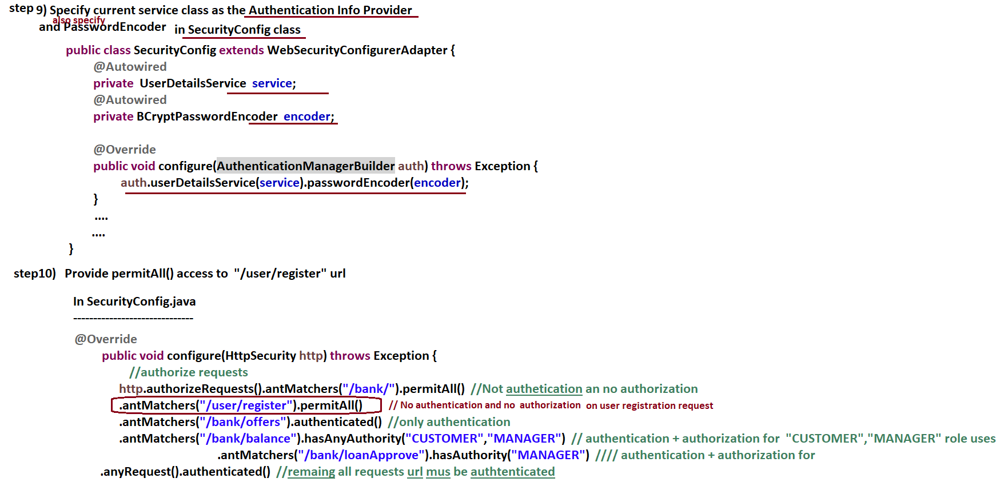 step 9) Specify current service class as the Authentication Info Provider
also specify
and PasswordEncoder in SecurityConfig class
public class SecurityConfig extends WebSecurityConfigurerAdapter {
@Autowired
private UserDetailsService service;
@Autowired
private BCryptPasswordEncoder encoder;
@Override
public void configure(AuthenticationManagerBuilder auth) throws Exception {
auth.userDetailsService(service).passwordEncoder(encoder);
}
....
....
}
step10) Provide permitAll() access to "/user/register" url
In SecurityConfig.java
------------------------------
@Override
public void configure(HttpSecurity http) throws Exception {
//authorize requests
http.authorizeRequests().antMatchers("/bank/").permitAll() //Not authetication an no authorization
.antMatchers("/user/register").permitAll() // No authentication and no authorization on user registration request
.antMatchers("/bank/offers").authenticated() //only authentication
.antMatchers("/bank/balance").hasAnyAuthority("CUSTOMER","MANAGER") // authentication + authorization for "CUSTOMER","MANAGER" role uses
.antMatchers("/bank/loanApprove").hasAuthority("MANAGER") //// authentication + authorization for
.anyRequest().authenticated() //remaing all requests url mus be authtenticated